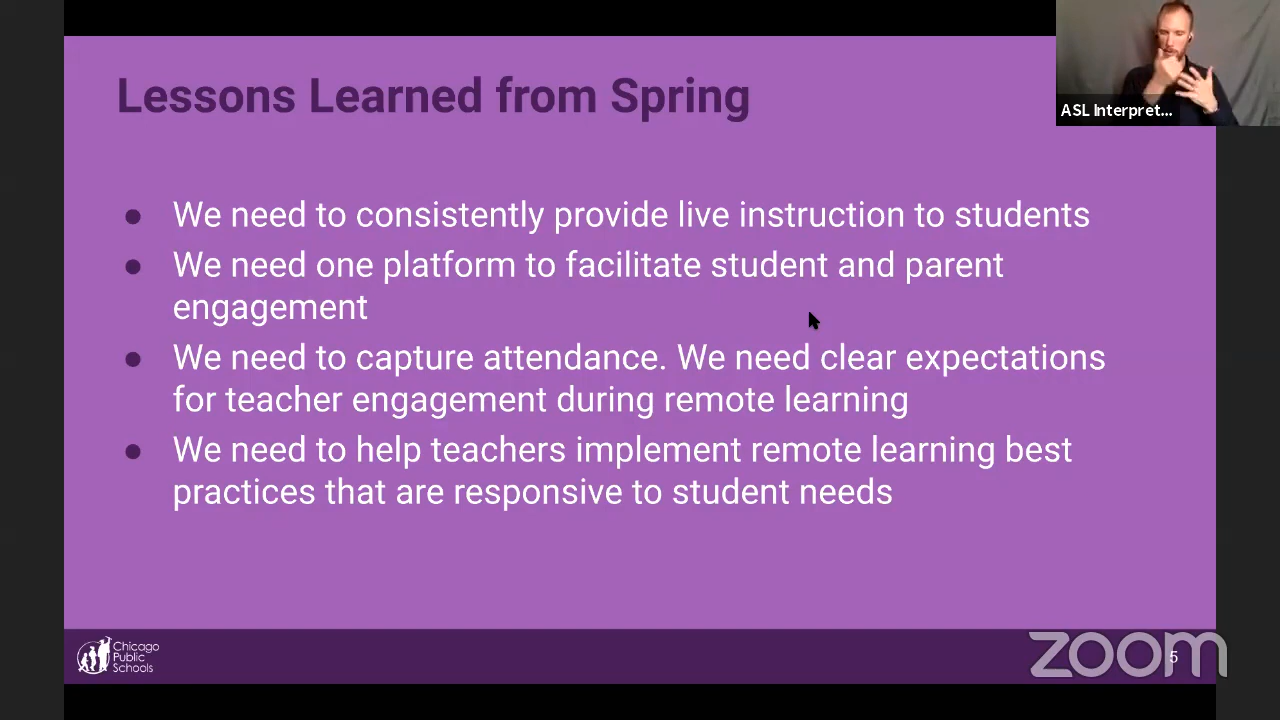 Lessons Learned from Spring
ASL Interpret...
● We need to consistently provide live instruction to students
● We need one platform to facilitate student and parent
engagement
● We need to capture attendance. We need clear expectations
for teacher engagement during remote learning
● We need to help teachers implement remote learning best
practices that are responsive to student needs
Chicago
Public
Schools
zoom
5